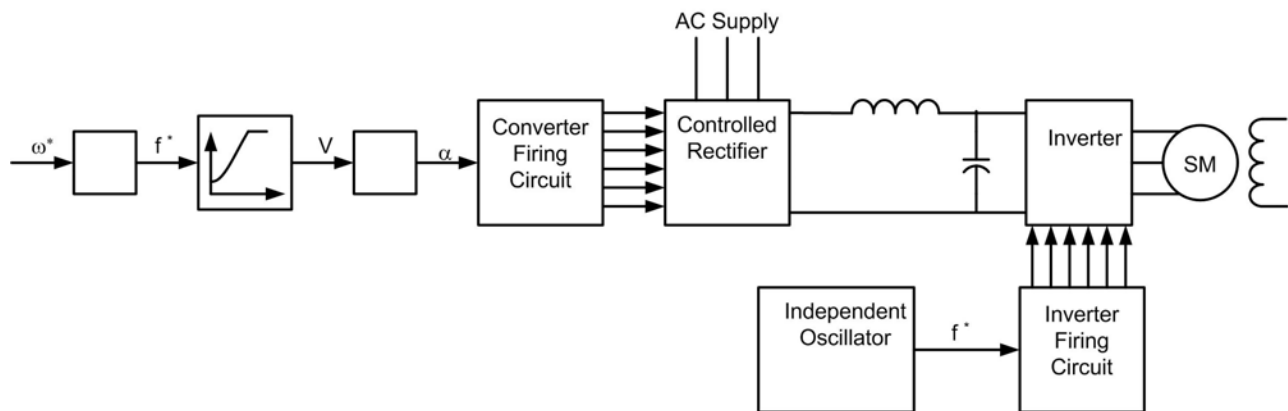 AC Supply
ω*
f*
V
α
Converter
Firing
Circuit
Controlled
Rectifier
Inverter
SM
Independent
Oscillator
f*
Inverter
Firing
Circuit